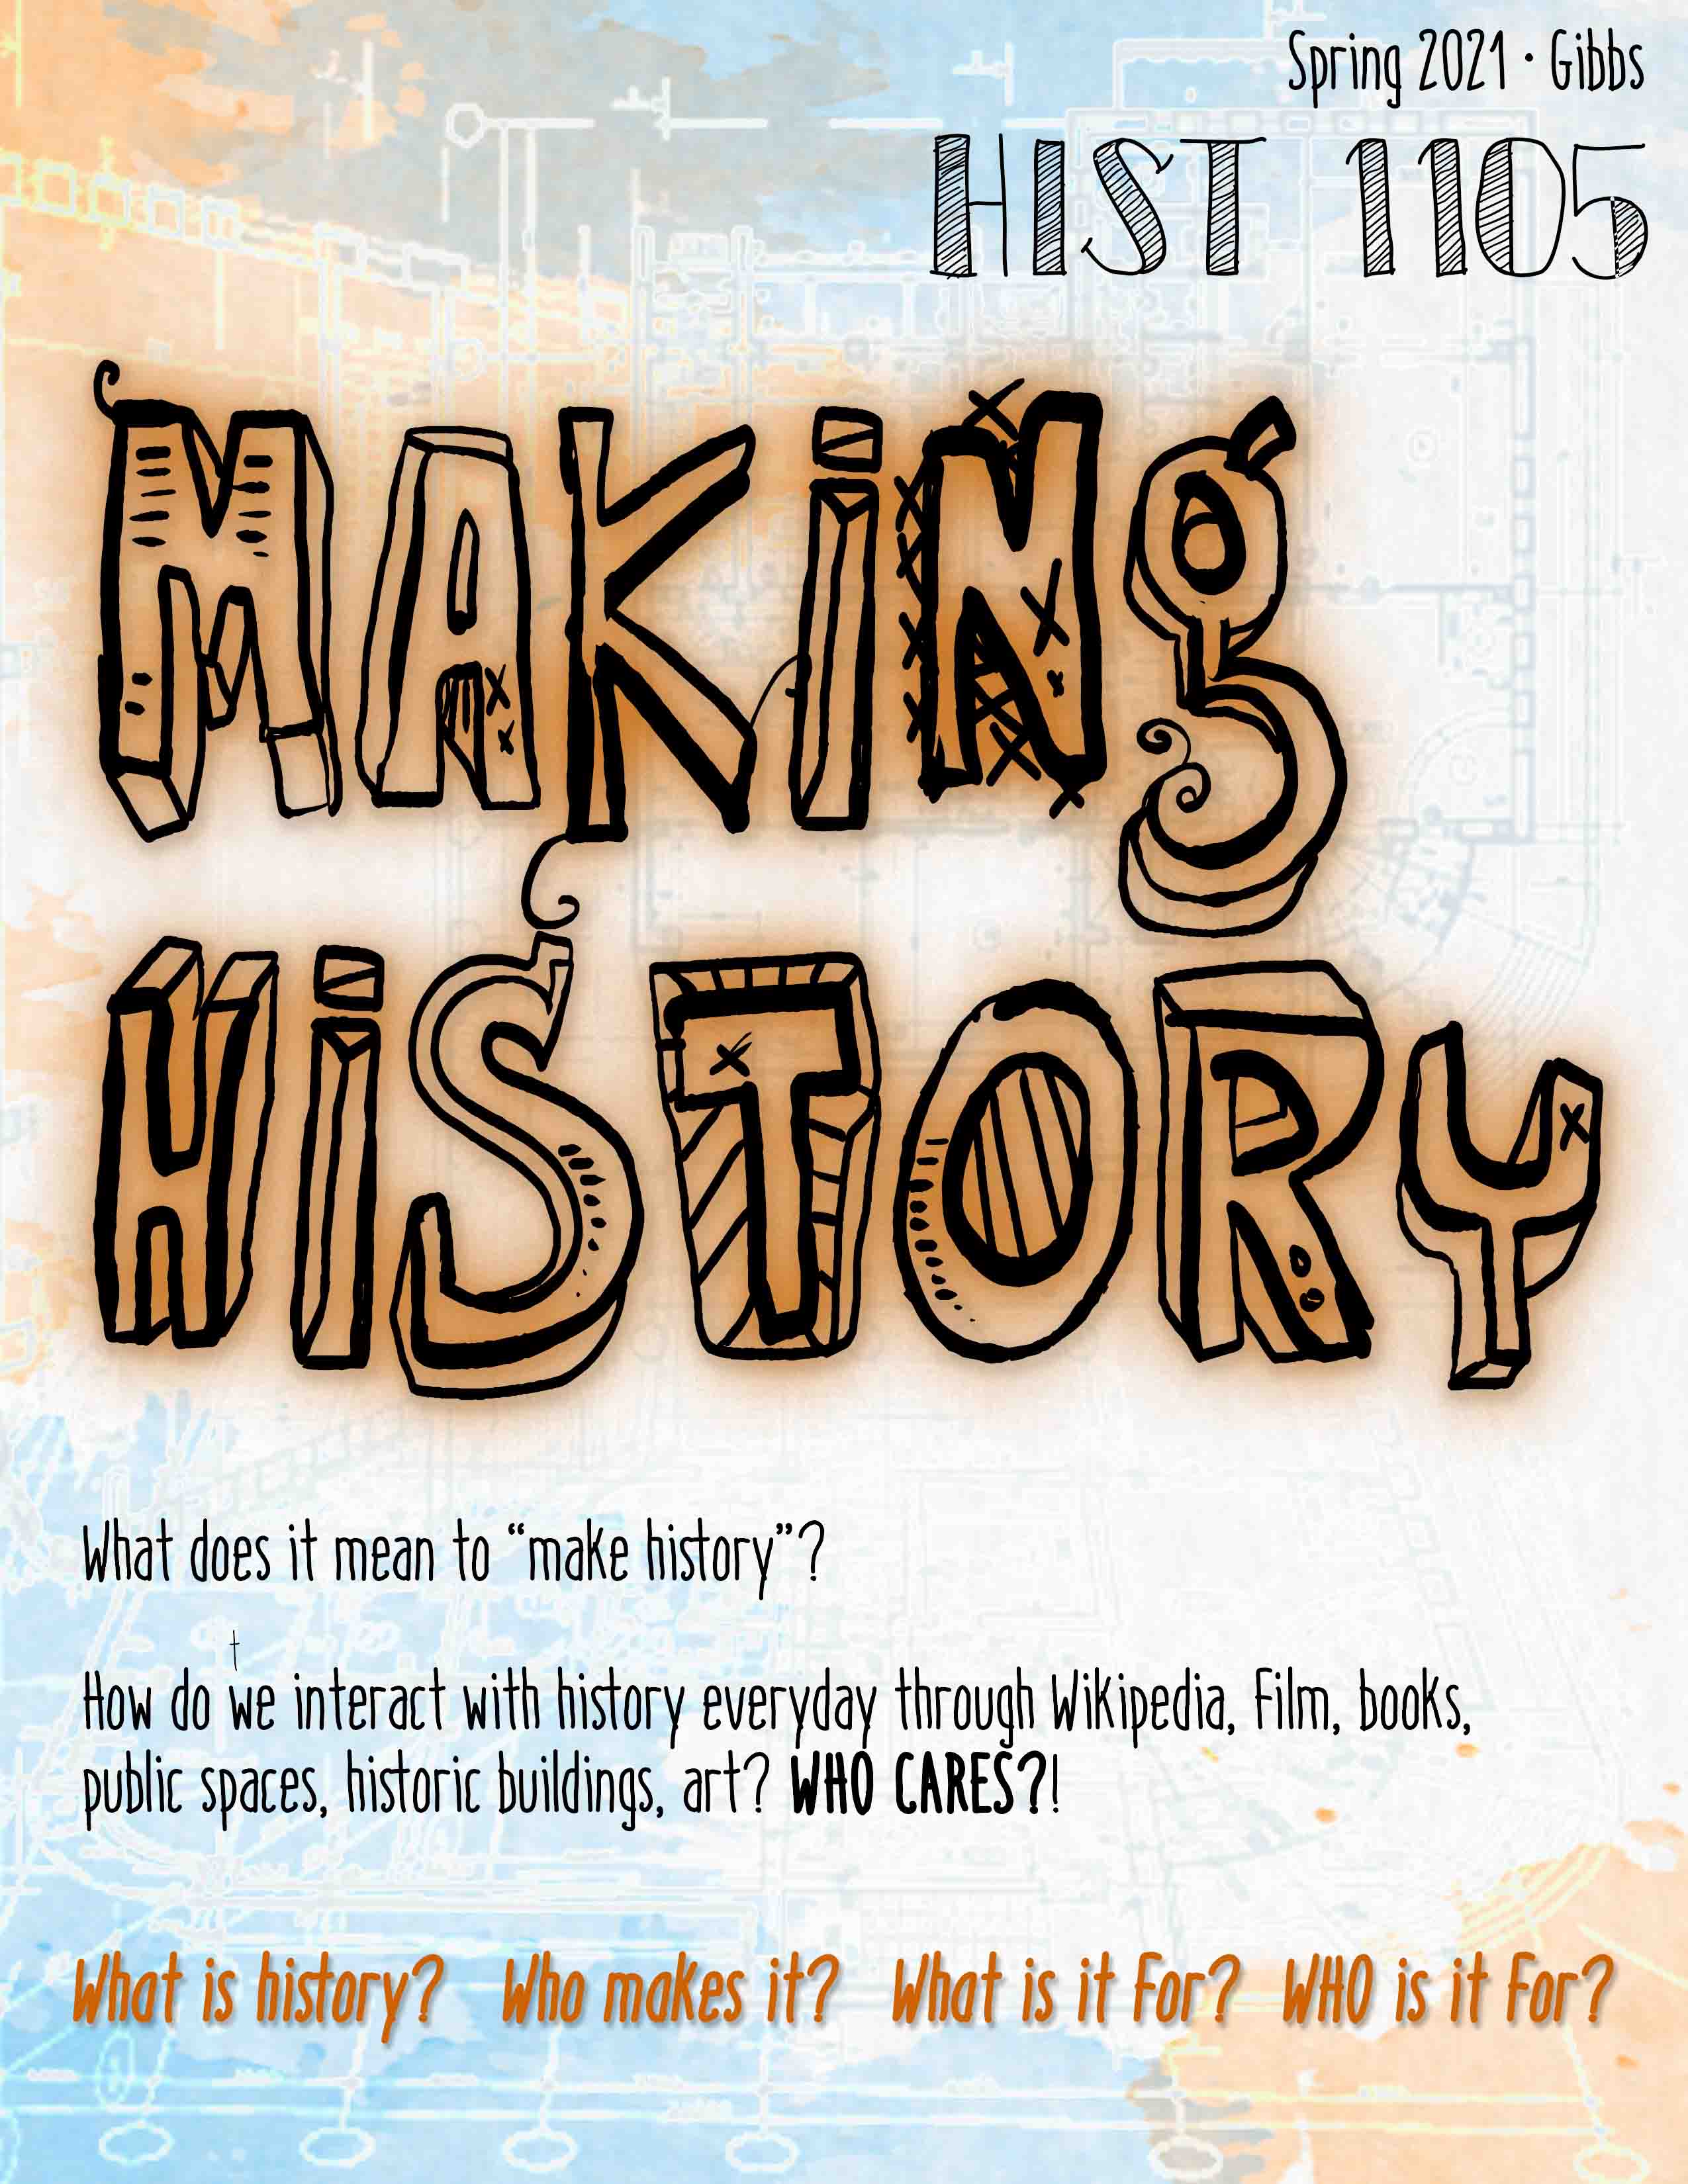 Spring 2021 · Gibbs
HIST 1105
MAKiNg
HiSTORY
What does it mean to “make history”?
t
How do we interact with history everyday through Wikipedia, Film, books,
public spaces, historic buildings, art? WHO CARES?!
What is history? Who makes it? What is it For? WHO is it For?